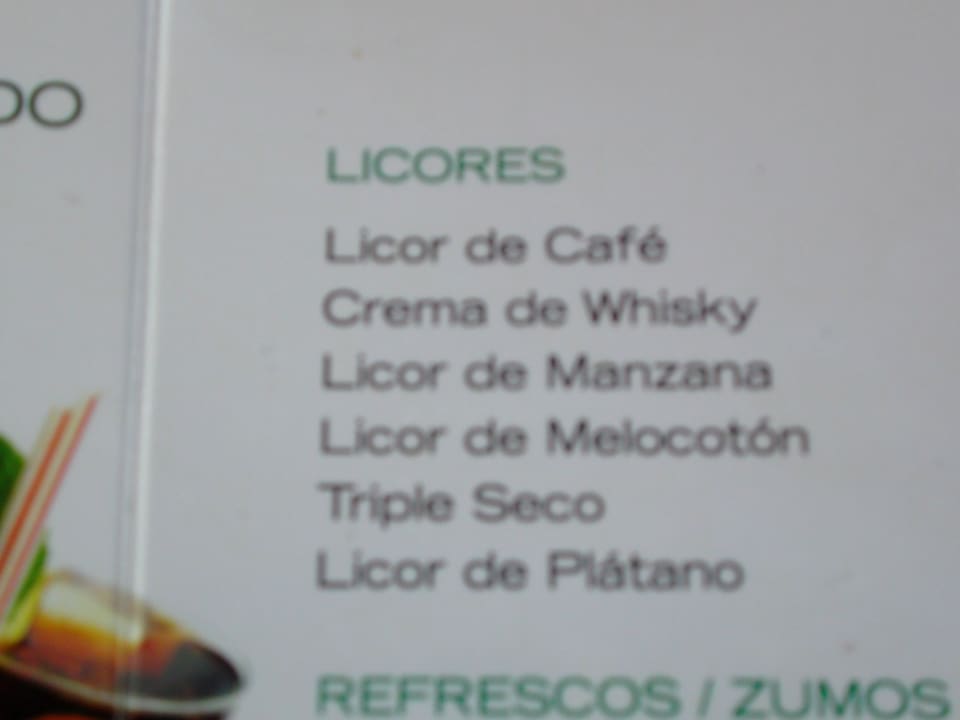 DO
LICORES
Licor de Café
Crema de Whisky
Licor de Manzana
Licor de Melocotón
Triple Seco
Licor de Plátano
REFRESCOS / ZUMOS